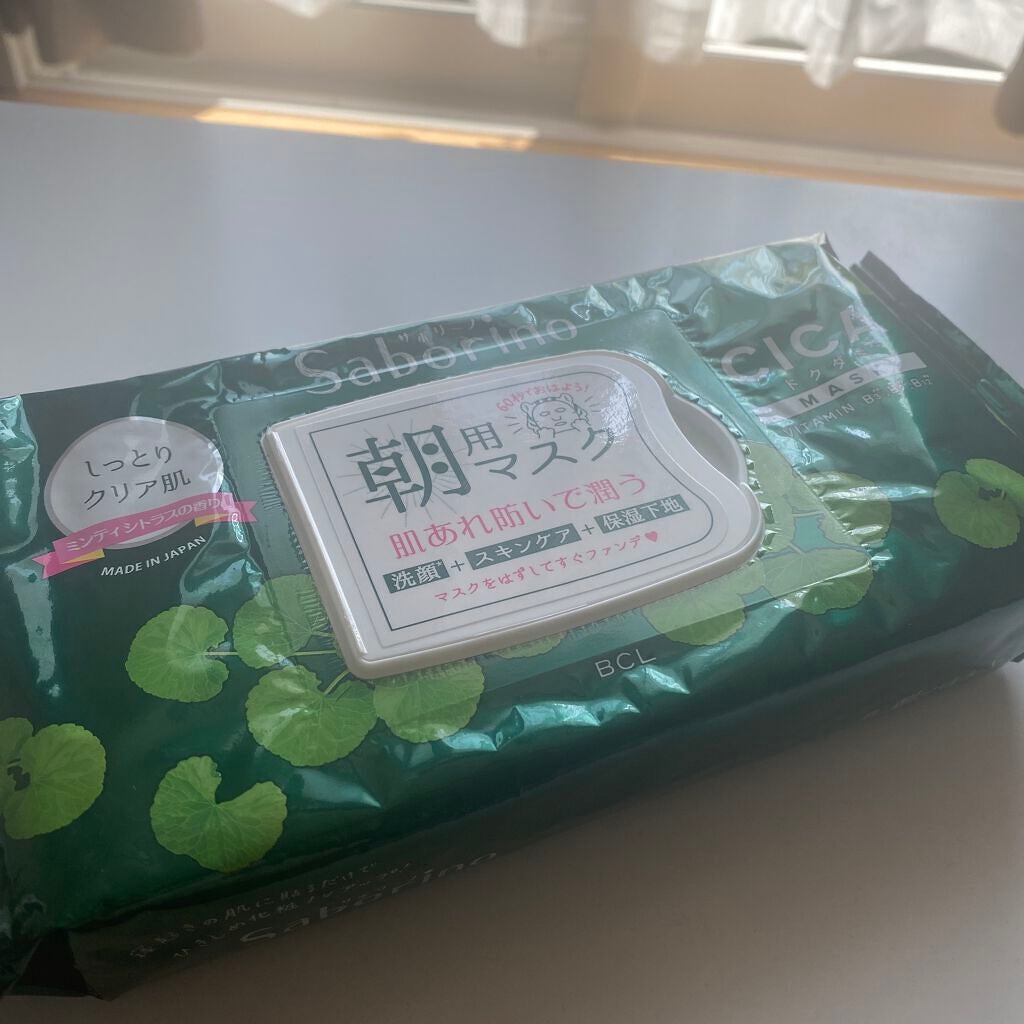 サボリーノ
Saborino
CICA
ドクダミ
MASK
VITAMIN B3 B5 B12
しっとり
クリア肌
ミンティシトラスの香り
MADE IN JAPAN
60秒でおはよう!
朝用マスク
肌あれ防いで潤う
洗顔* + スキンケア + 保湿下地
マスクをはずしてすぐファンデ♥
BCL
Saborino